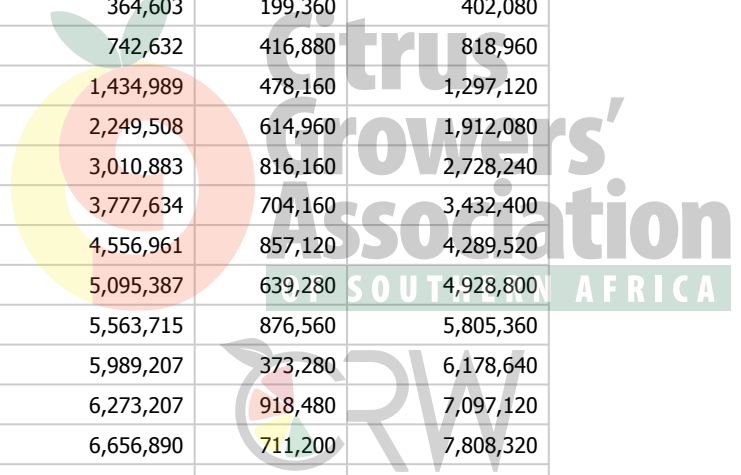 364,603 199,360 402,080
742,632 416,880 818,960
1,434,989 478,160 1,297,120
2,249,508 614,960 1,912,080
3,010,883 816,160 2,728,240
3,777,634 704,160 3,432,400
4,556,961 857,120 4,289,520
5,095,387 639,280 4,928,800
5,563,715 876,560 5,805,360
5,989,207 373,280 6,178,640
6,273,207 918,480 7,097,120
6,656,890 711,200 7,808,320
Citrus
Growers'
Association
OF SOUTHERN AFRICA
CRW